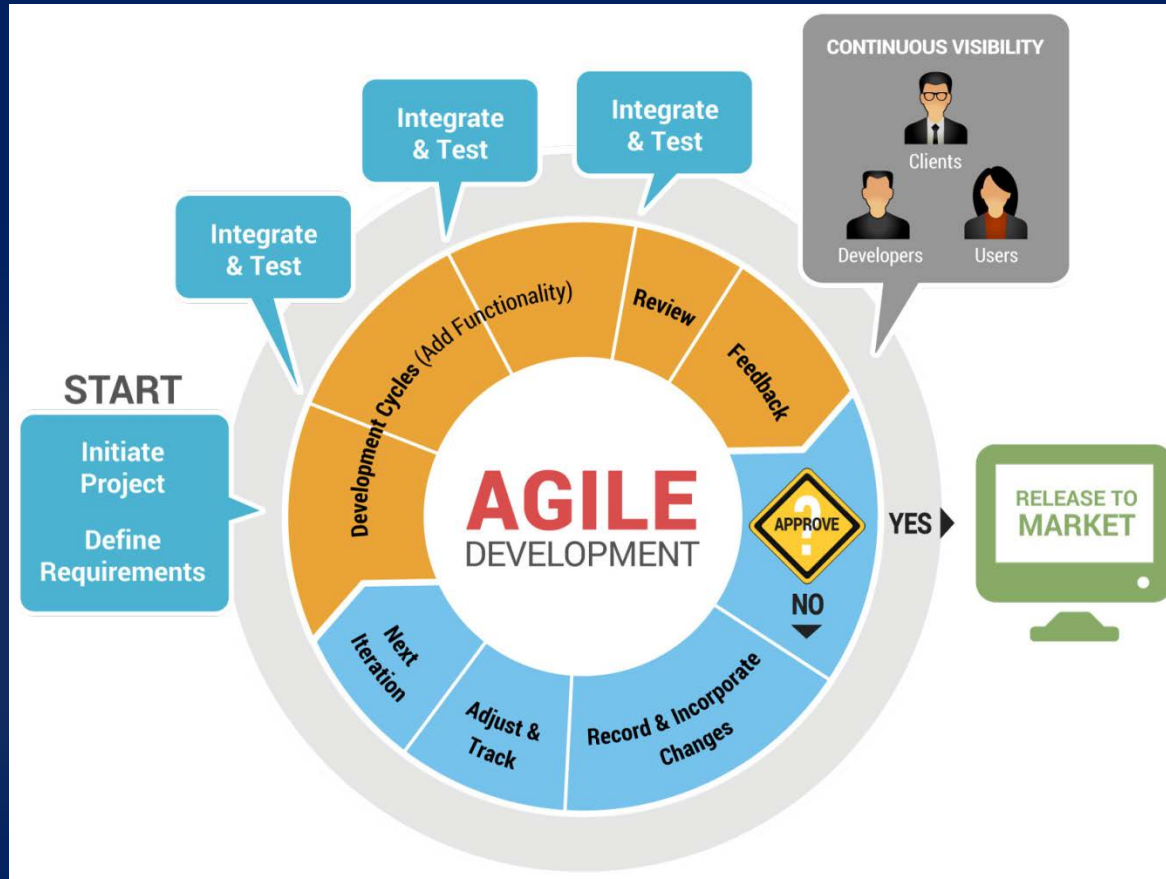 CONTINUOUS VISIBILITY
Clients
Developers
Users
Integrate
& Test
Integrate
& Test
Integrate
& Test
START
Initiate
Project
Define
Requirements
Development Cycles (Add Functionality)
Review
Feedback
AGILE
DEVELOPMENT
?
APPROVE
YES
NO
RELEASE TO
MARKET
Record & Incorporate
Changes
Adjust &
Track
Next
Iteration